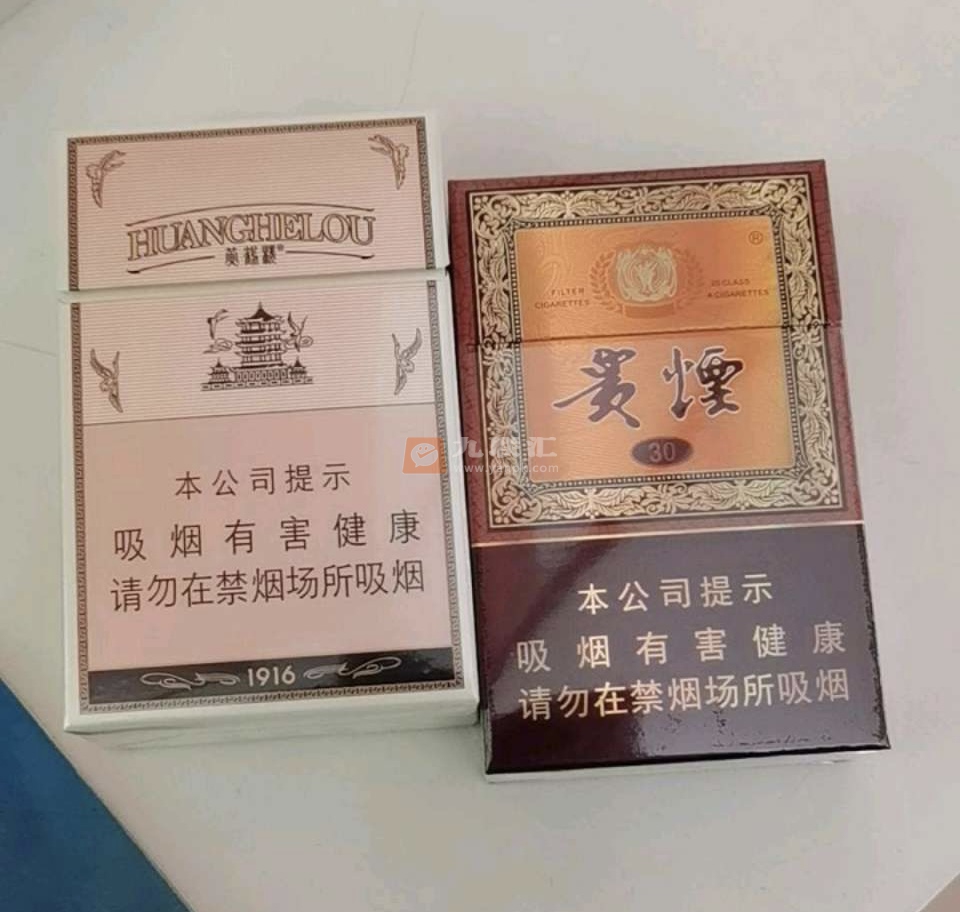 HUANGHELOU
黄鹤楼®
本公司提示
吸烟有害健康
请勿在禁烟场所吸烟
1916
®
FILTER
CIGARETTES
20 CLASS
A CIGARETTES
貴煙
30
本公司提示
吸烟有害健康
请勿在禁烟场所吸烟